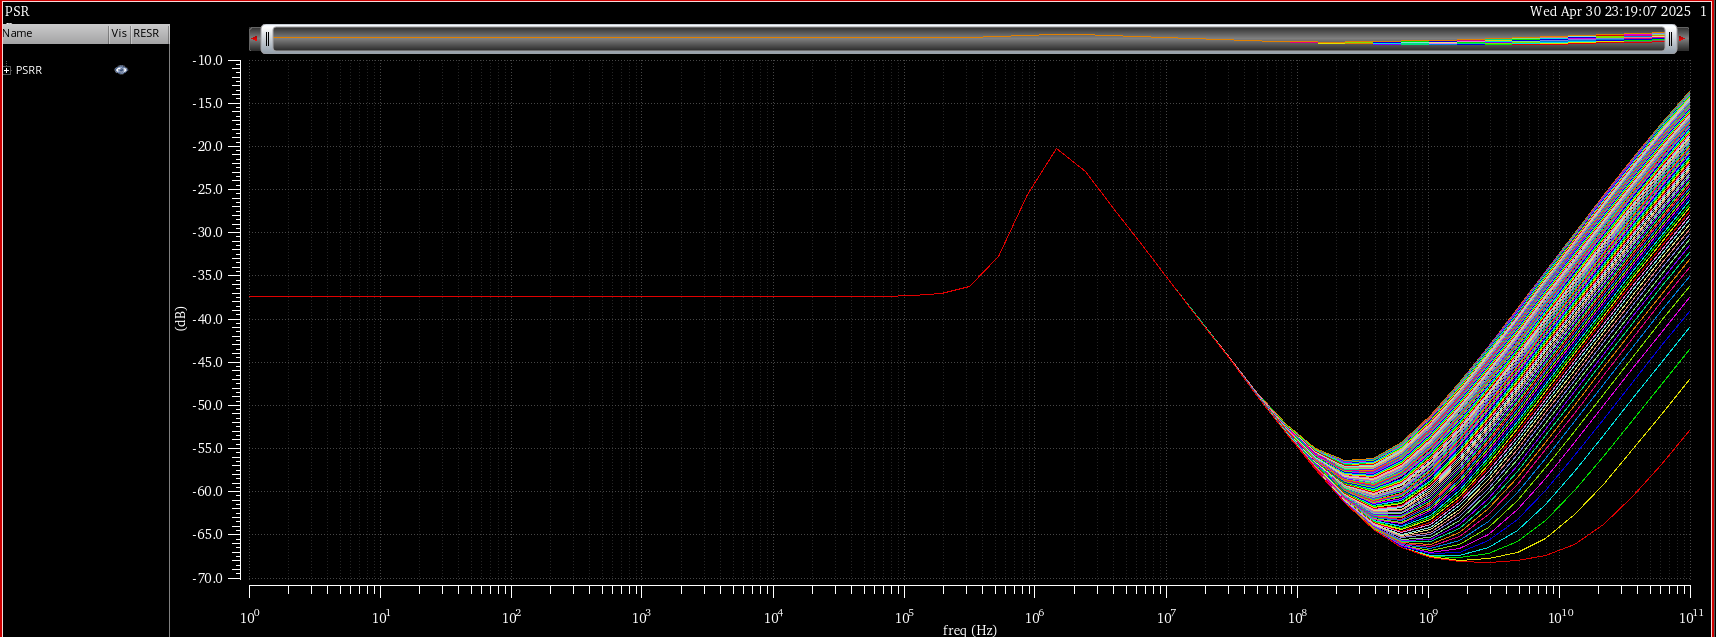 PSR
Wed Apr 30 23:19:07 2025 1
Name Vis RESR
PSRR
-10.0
-15.0
-20.0
-25.0
-30.0
-35.0
-40.0
-45.0
-50.0
-55.0
-60.0
-65.0
-70.0
(dB)
10⁰ 10¹ 10² 10³ 10⁴ 10⁵ 10⁶ 10⁷ 10⁸ 10⁹ 10¹⁰ 10¹¹
freq (Hz)